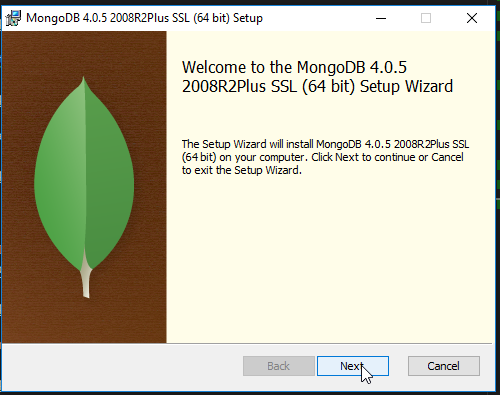 MongoDB 4.0.5 2008R2Plus SSL (64 bit) Setup
Welcome to the MongoDB 4.0.5
2008R2Plus SSL (64 bit) Setup Wizard
The Setup Wizard will install MongoDB 4.0.5 2008R2Plus SSL
(64 bit) on your computer. Click Next to continue or Cancel
to exit the Setup Wizard.
Back Next Cancel